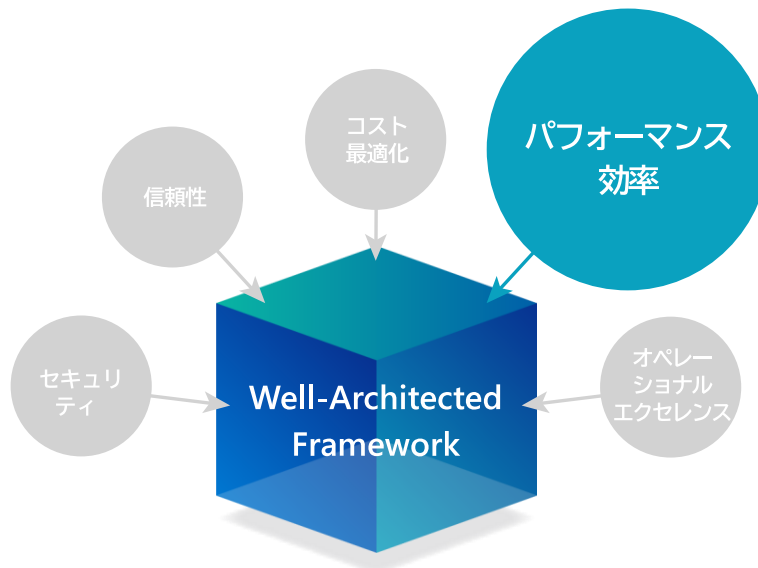 コスト
最適化
パフォーマンス
効率
信頼性
セキュリ
ティ
Well-Architected
Framework
オペレー
ショナル
エクセレンス